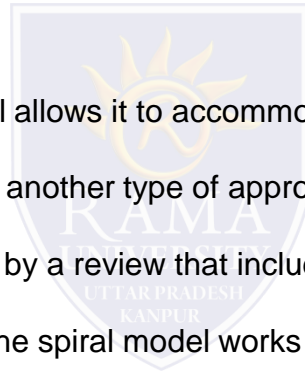 l allows it to accommo
another type of appro
RAMA
by a review that includ
UNIVERSITY
UTTAR PRADESH
KANPUR
he spiral model works